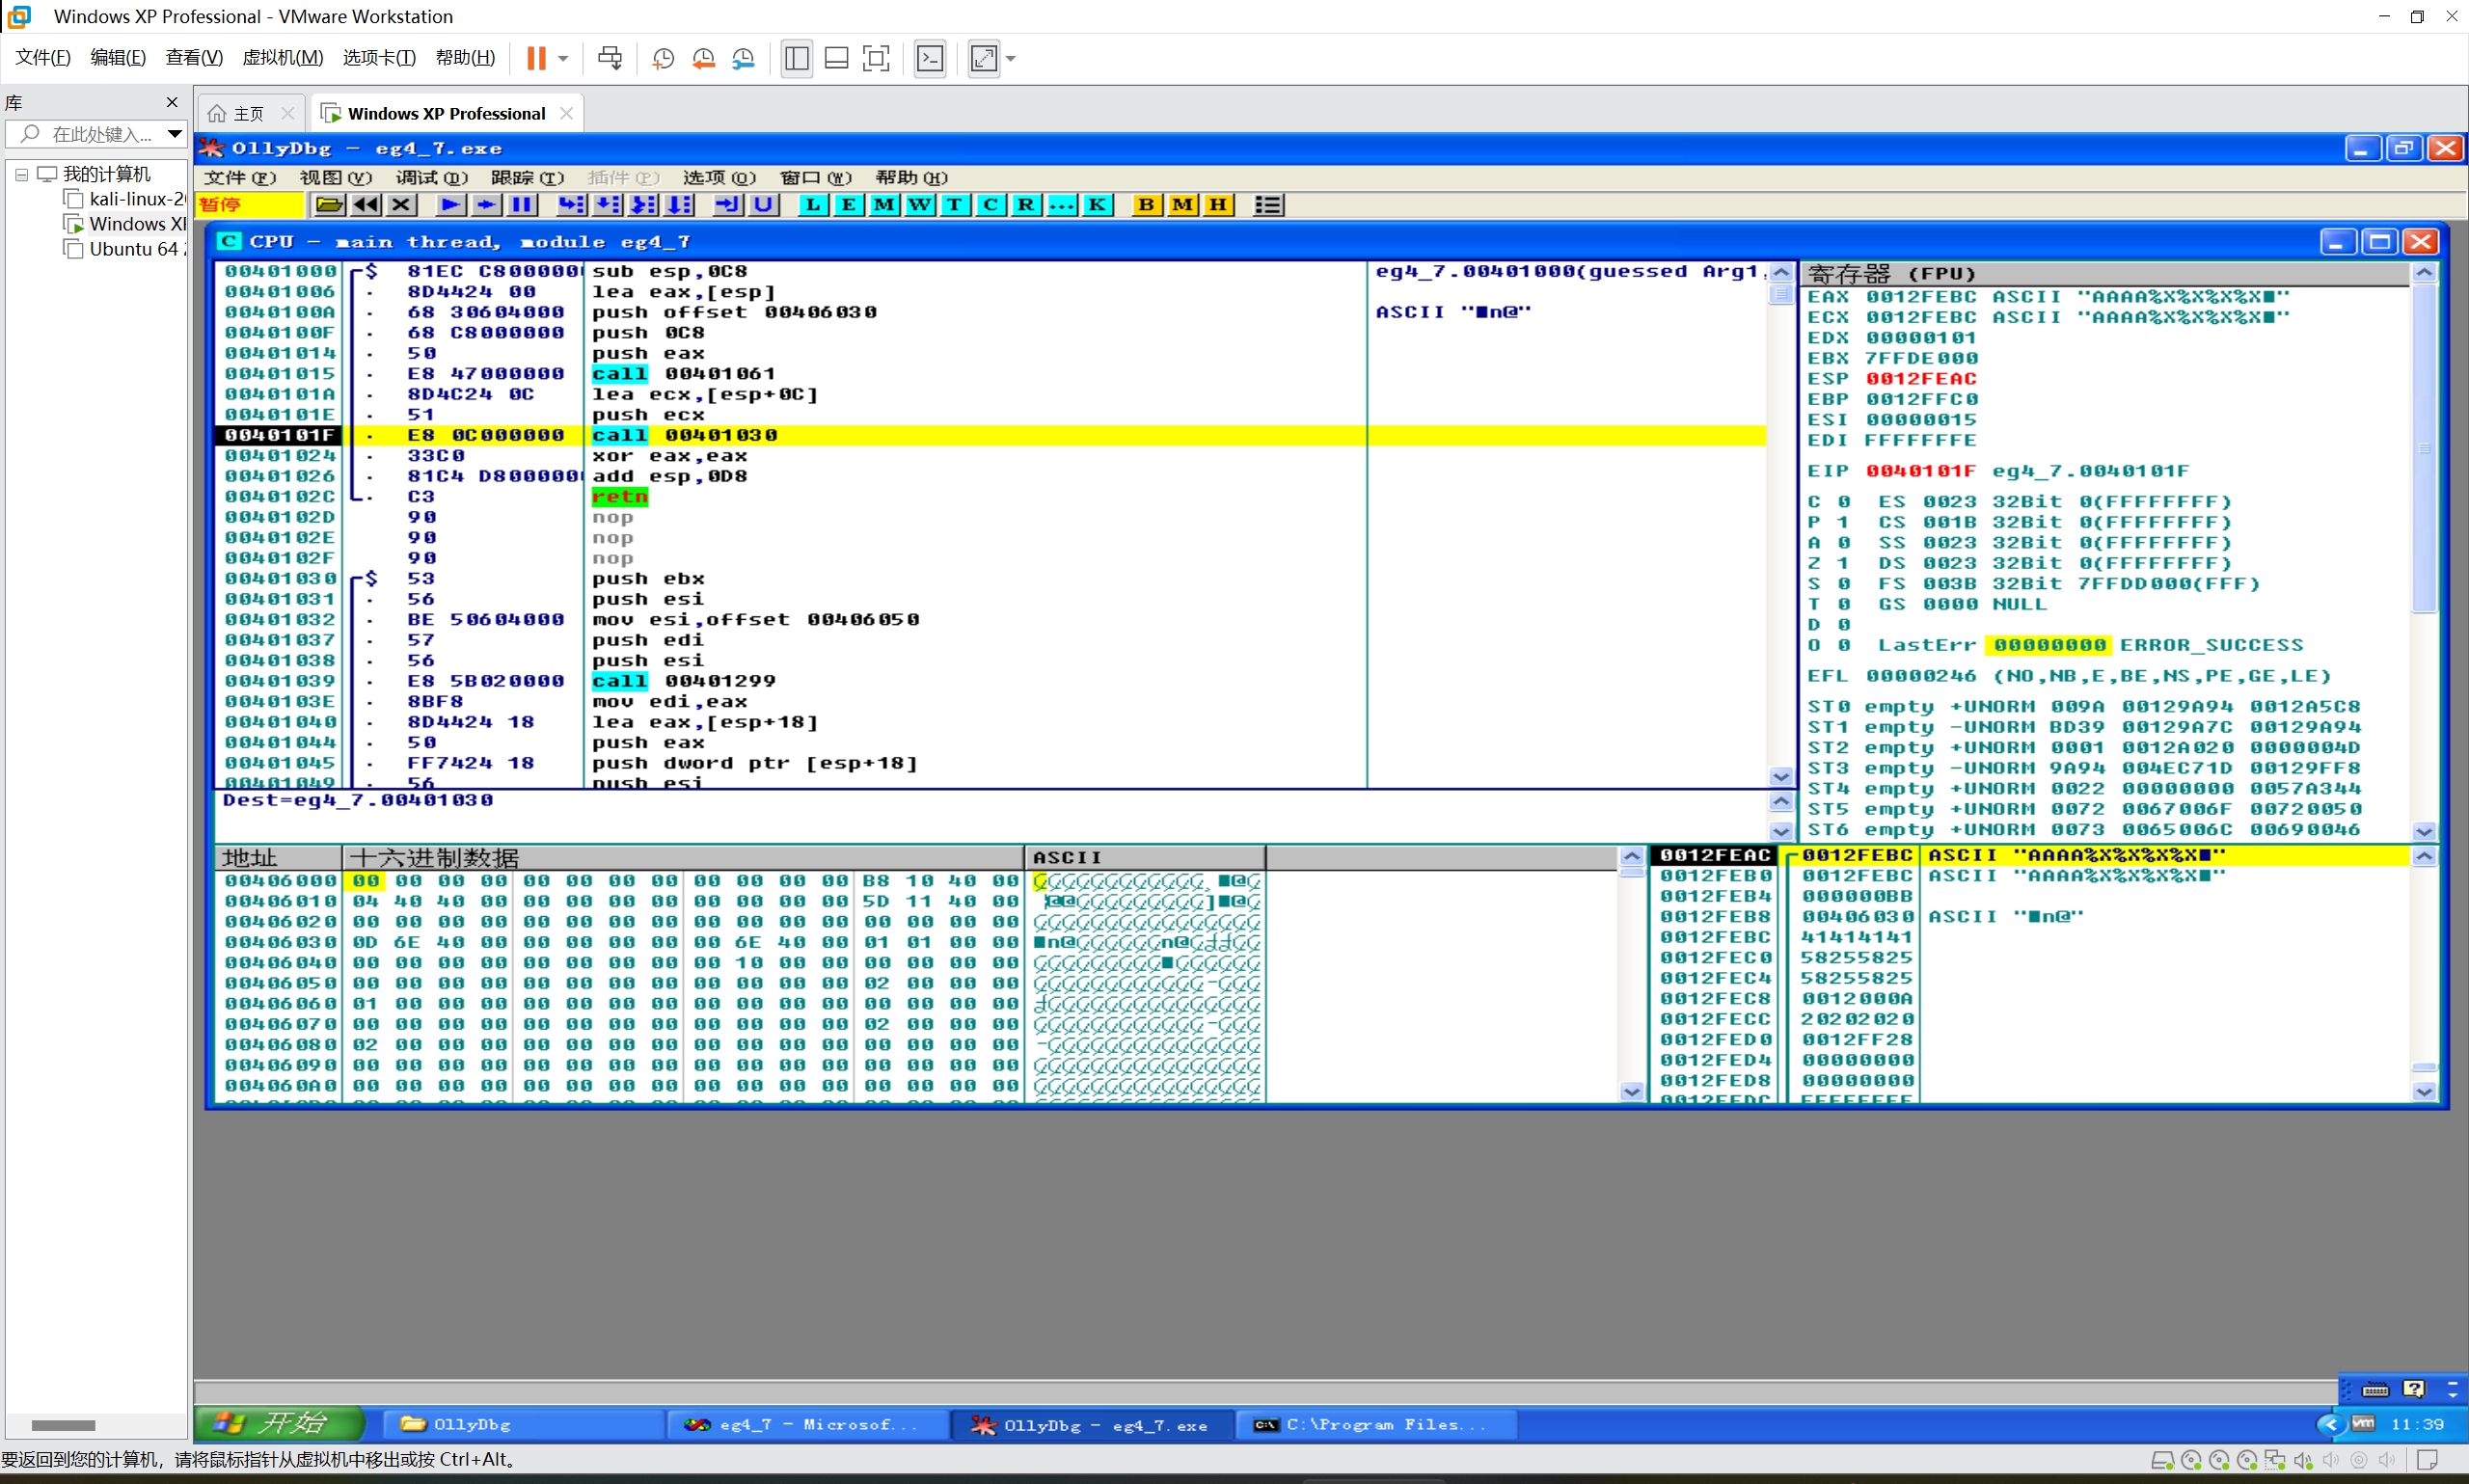 Windows XP Professional - VMware Workstation
文件(F) 编辑(E) 查看(V) 虚拟机(M) 选项卡(T) 帮助(H)
库
在此处键入...
我的计算机
kali-linux-2
Windows XP
Ubuntu 64
主页
Windows XP Professional
OllyDbg - eg4_7.exe
文件(F) 视图(V) 调试(D) 跟踪(T) 插件(P) 选项(O) 窗口(W) 帮助(H)
暂停
L E M W T C R ... K B M H
C CPU - main thread, module eg4_7
00401000 $ 81EC C800000 sub esp,0C8 eg4_7.00401000(guessed Arg1,
00401006 . 8D4424 00 lea eax,[esp]
0040100A . 68 30604000 push offset 00406030 ASCII "■n@"
0040100F . 68 C8000000 push 0C8
00401014 . 50 push eax
00401015 . E8 47000000 call 00401061
0040101A . 8D4C24 0C lea ecx,[esp+0C]
0040101E . 51 push ecx
0040101F . E8 0C000000 call 00401030
00401024 . 33C0 xor eax,eax
00401026 . 81C4 D800000 add esp,0D8
0040102C . C3 retn
0040102D 90 nop
0040102E 90 nop
0040102F 90 nop
00401030 $ 53 push ebx
00401031 . 56 push esi
00401032 . BE 50604000 mov esi,offset 00406050
00401037 . 57 push edi
00401038 . 56 push esi
00401039 . E8 5B020000 call 00401299
0040103E . 8BF8 mov edi,eax
00401040 . 8D4424 18 lea eax,[esp+18]
00401044 . 50 push eax
00401045 . FF7424 18 push dword ptr [esp+18]
00401049 . 56 push esi
Dest=eg4_7.00401030
寄存器 (FPU)
EAX 0012FEBC ASCII "AAAA%X%X%X%X■"
ECX 0012FEBC ASCII "AAAA%X%X%X%X■"
EDX 00000101
EBX 7FFDE000
ESP 0012FEAC
EBP 0012FFC0
ESI 00000015
EDI FFFFFFFE
EIP 0040101F eg4_7.0040101F
C 0 ES 0023 32Bit 0(FFFFFFFF)
P 1 CS 001B 32Bit 0(FFFFFFFF)
A 0 SS 0023 32Bit 0(FFFFFFFF)
Z 1 DS 0023 32Bit 0(FFFFFFFF)
S 0 FS 003B 32Bit 7FFDD000(FFF)
T 0 GS 0000 NULL
D 0
O 0 LastErr 00000000 ERROR_SUCCESS
EFL 00000246 (NO,NB,E,BE,NS,PE,GE,LE)
ST0 empty +UNORM 009A 00129A94 0012A5C8
ST1 empty -UNORM BD39 00129A7C 00129A94
ST2 empty +UNORM 0001 0012A020 0000004D
ST3 empty -UNORM 9A94 004EC71D 00129FF8
ST4 empty +UNORM 0022 00000000 0057A344
ST5 empty +UNORM 0072 0067006F 00720050
ST6 empty +UNORM 0073 0065006C 00690046
地址 十六进制数据 ASCII
00406000 00 00 00 00 00 00 00 00 00 00 00 00 B8 10 40 00
00406010 04 40 40 00 00 00 00 00 00 00 00 00 5D 11 40 00
00406020 00 00 00 00 00 00 00 00 00 00 00 00 00 00 00 00
00406030 0D 6E 40 00 00 00 00 00 00 6E 40 00 01 01 00 00
00406040 00 00 00 00 00 00 00 00 00 10 00 00 00 00 00 00
00406050 00 00 00 00 00 00 00 00 00 00 00 00 02 00 00 00
00406060 01 00 00 00 00 00 00 00 00 00 00 00 00 00 00 00
00406070 00 00 00 00 00 00 00 00 00 00 00 00 02 00 00 00
00406080 02 00 00 00 00 00 00 00 00 00 00 00 00 00 00 00
00406090 00 00 00 00 00 00 00 00 00 00 00 00 00 00 00 00
004060A0 00 00 00 00 00 00 00 00 00 00 00 00 00 00 00 00
0012FEAC 0012FEBC ASCII "AAAA%X%X%X%X■"
0012FEB0 0012FEBC ASCII "AAAA%X%X%X%X■"
0012FEB4 000000BB
0012FEB8 00406030 ASCII "■n@"
0012FEBC 41414141
0012FEC0 58255825
0012FEC4 58255825
0012FEC8 0012000A
0012FECC 20202020
0012FED0 0012FF28
0012FED4 00000000
0012FED8 00000000
0012FEDC FFFFFFFF
开始 OllyDbg eg4_7 - Microsof... OllyDbg - eg4_7.exe C:\Program Files... 11:39
要返回到您的计算机，请将鼠标指针从虚拟机中移出或按 Ctrl+Alt。